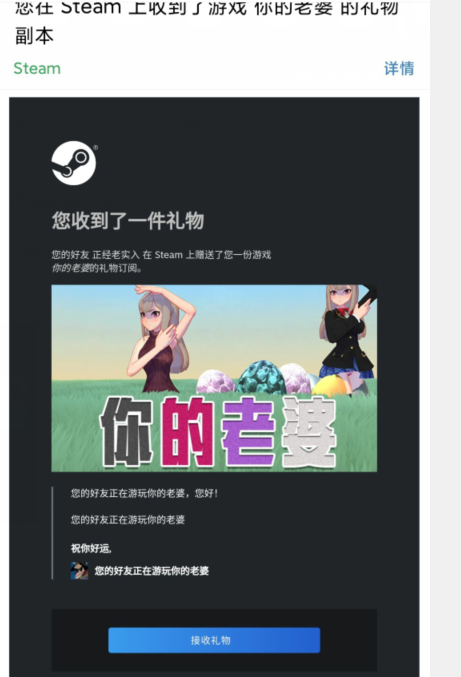 您在 Steam 上收到了游戏 你的老婆 的礼物
副本
Steam
详情
您收到了一件礼物
您的好友 正经老实入 在 Steam 上赠送了您一份游戏
你的老婆的礼物订阅。
你的老婆
您的好友正在游玩你的老婆，您好！
您的好友正在游玩你的老婆
祝你好运,
您的好友正在游玩你的老婆
接收礼物